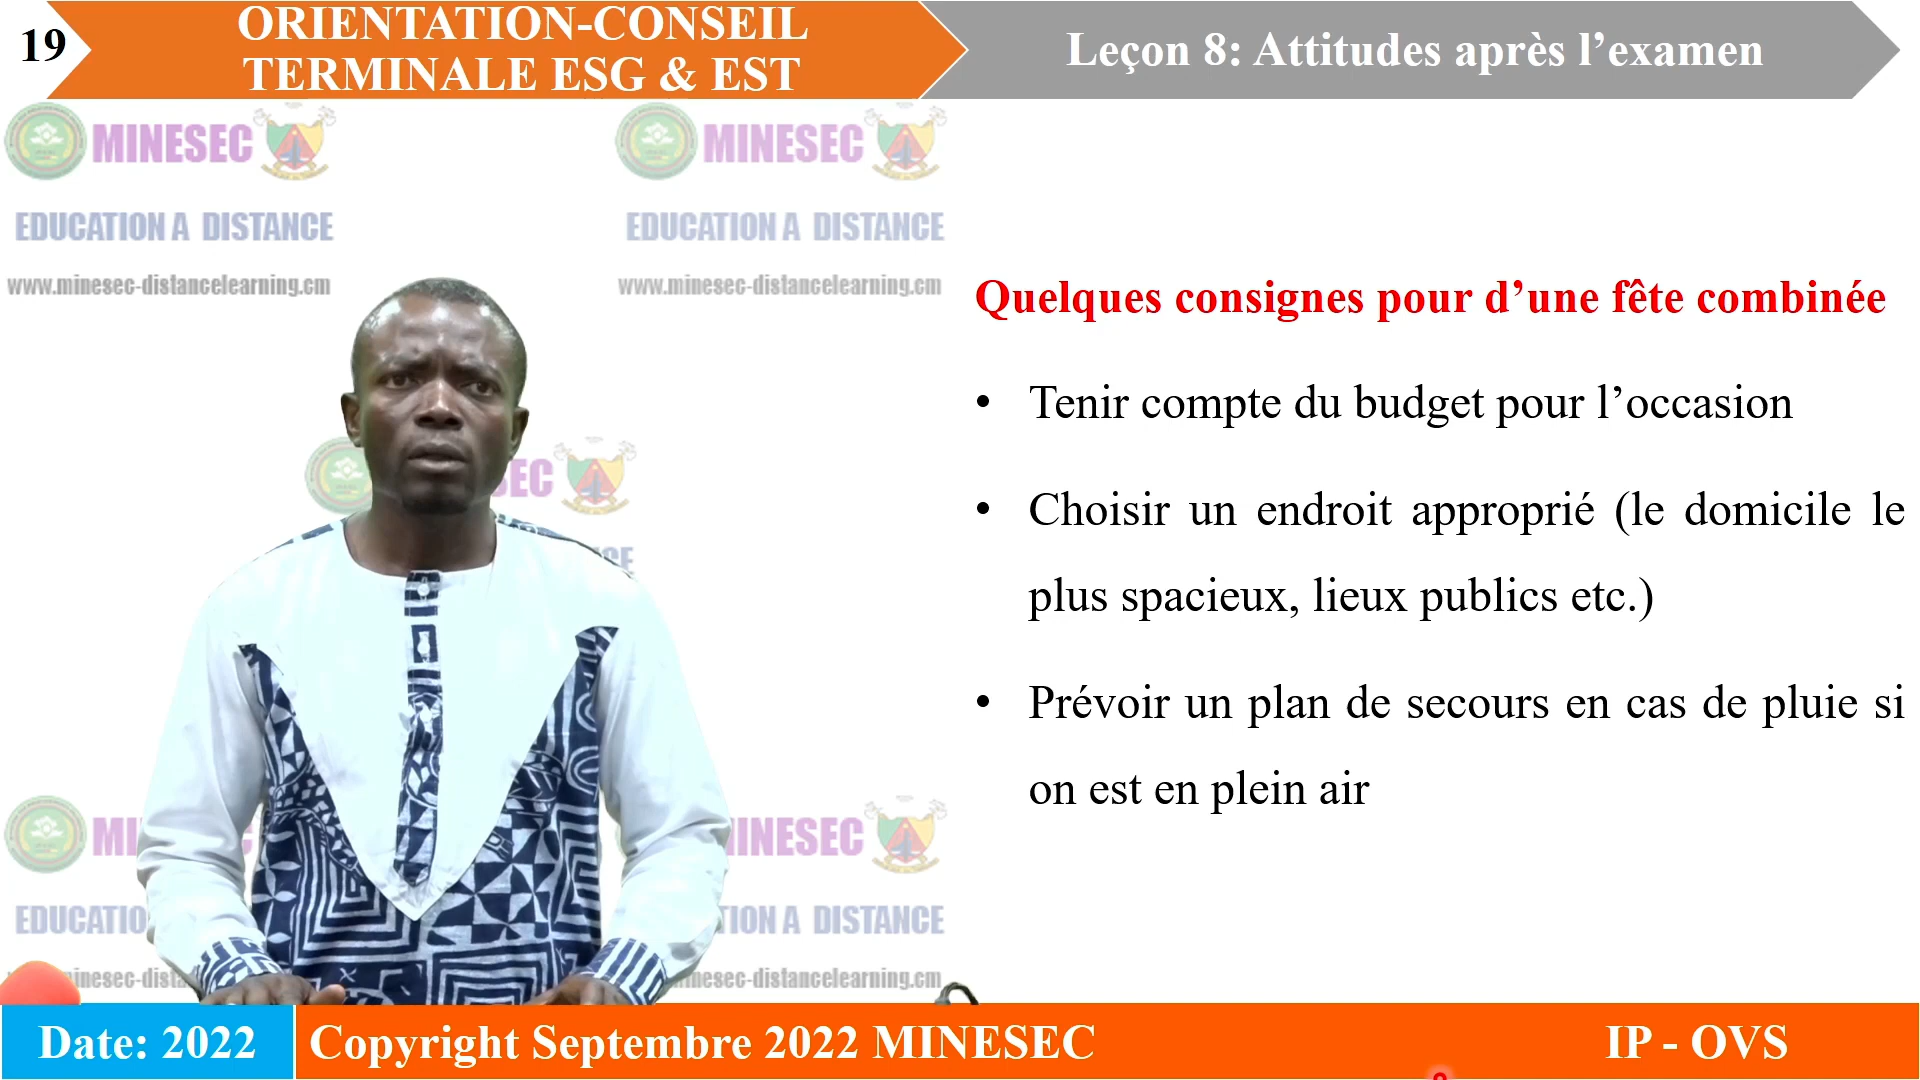 19
ORIENTATION-CONSEIL
TERMINALE ESG & EST
Leçon 8: Attitudes après l’examen
MINESEC
MINESEC
EDUCATION A DISTANCE
EDUCATION A DISTANCE
www.minesec-distancelearning.cm
www.minesec-distancelearning.cm
Quelques consignes pour d’une fête combinée
• Tenir compte du budget pour l’occasion
• Choisir un endroit approprié (le domicile le
plus spacieux, lieux publics etc.)
• Prévoir un plan de secours en cas de pluie si
on est en plein air
Date: 2022
Copyright Septembre 2022 MINESEC
IP - OVS